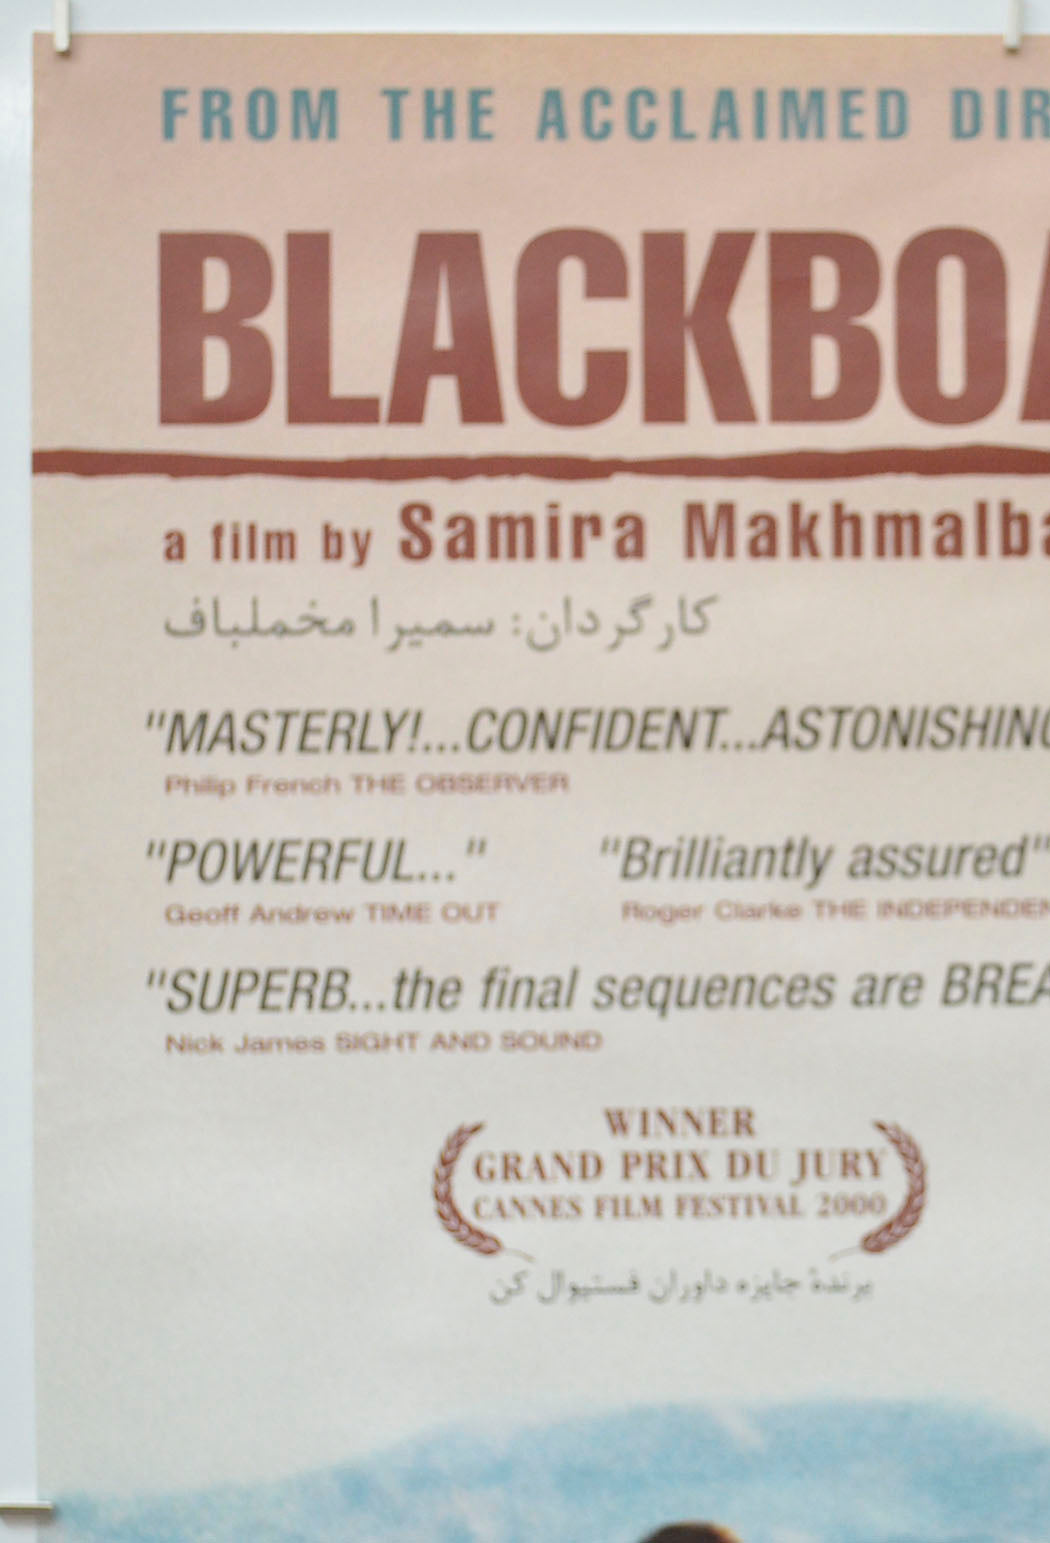 FROM THE ACCLAIMED DIR
BLACKBOA
a film by Samira Makhmalba
کارگردان: سمیرا مخملباف
"MASTERLY!...CONFIDENT...ASTONISHING
Philip French THE OBSERVER
"POWERFUL..." "Brilliantly assured"
Geoff Andrew TIME OUT Roger Clarke THE INDEPENDEN
"SUPERB...the final sequences are BREA
Nick James SIGHT AND SOUND
WINNER
GRAND PRIX DU JURY
CANNES FILM FESTIVAL 2000
برندهٔ جایزه داوران فستیوال کن